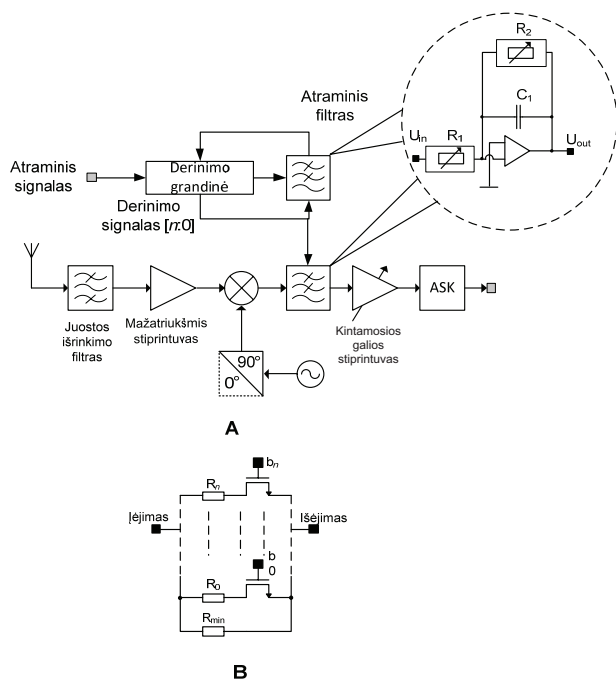 R2
C1
Uin
R1
Uout
Atraminis
filtras
Atraminis
signalas
Derinimo
grandinė
Derinimo
signalas [n:0]
Juostos
išrinkimo
filtras
Mažatriukšmis
stiprintuvas
90°
0°
Kintamosios
galios
stiprintuvas
ASK
A
bn
Rn
Įėjimas
Išėjimas
b
0
R0
Rmin
B